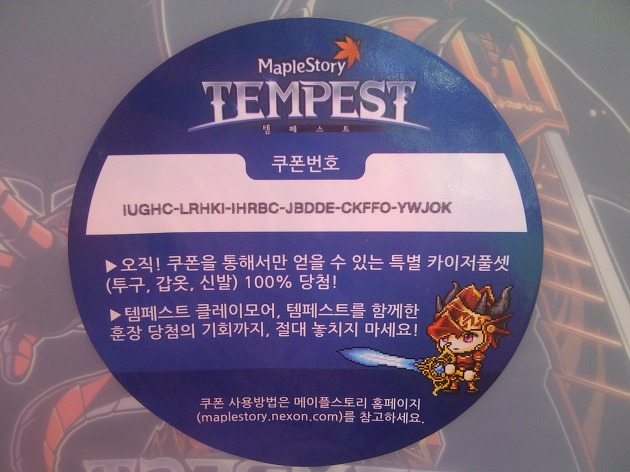 MapleStory
TEMPEST
템페스트
쿠폰번호
IUGHC-LRHKI-IHRBC-JBDDE-CKFFO-YWJOK
▶오직! 쿠폰을 통해서만 얻을 수 있는 특별 카이저풀셋
(투구, 갑옷, 신발) 100% 당첨!
▶템페스트 클레이모어, 템페스트를 함께한
훈장 당첨의 기회까지, 절대 놓치지 마세요!
쿠폰 사용방법은 메이플스토리 홈페이지
(maplestory.nexon.com)를 참고하세요.